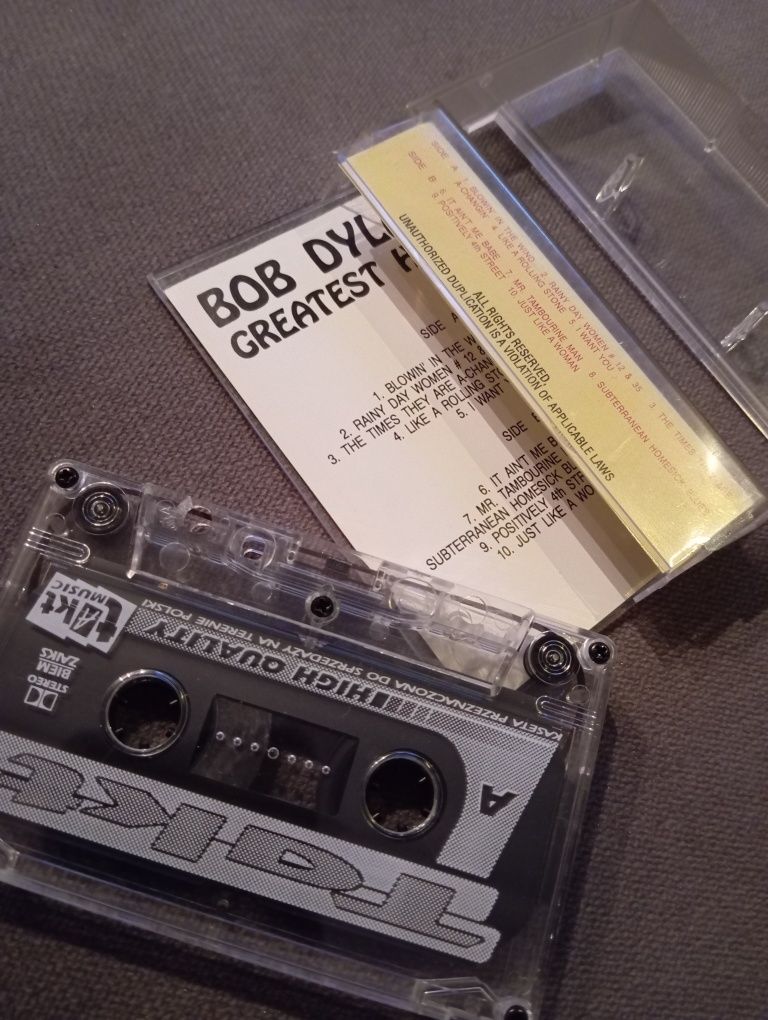 SIDE A 1. BLOWIN' IN THE WIND 2. RAINY DAY WOMEN # 12 & 35 3. THE TIMES
A-CHANGIN' 4. LIKE A ROLLING STONE 5. I WANT YOU
SIDE B 6. IT AIN'T ME BABE 7. MR. TAMBOURINE MAN 8. SUBTERRANEAN HOMESICK BLUES
9. POSITIVELY 4th STREET 10. JUST LIKE A WOMAN
ALL RIGHTS RESERVED.
UNAUTHORIZED DUPLICATION IS A VIOLATION OF APPLICABLE LAWS
BOB DYL
GREATEST H
SIDE A
1. BLOWIN' IN THE W
2. RAINY DAY WOMEN # 12 &
3. THE TIMES THEY ARE A-CHAN
4. LIKE A ROLLING STO
5. I WANT
SIDE B
6. IT AIN'T ME B
7. MR. TAMBOURINE
SUBTERRANEAN HOMESICK BL
9. POSITIVELY 4th STR
10. JUST LIKE A WO
Takt
A
HIGH QUALITY
KASETA PRZEZNACZONA DO SPRZEDAŻY NA TERENIE POLSKI
takt
MUSIC
BIEM
ZAIKS
STEREO